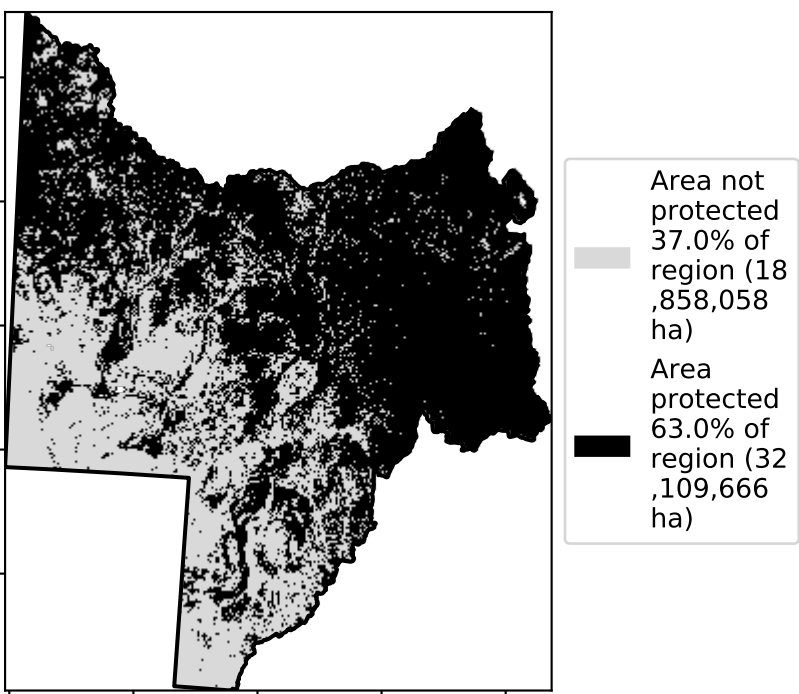 Area not
protected
37.0% of
region (18
,858,058
ha)
Area
protected
63.0% of
region (32
,109,666
ha)